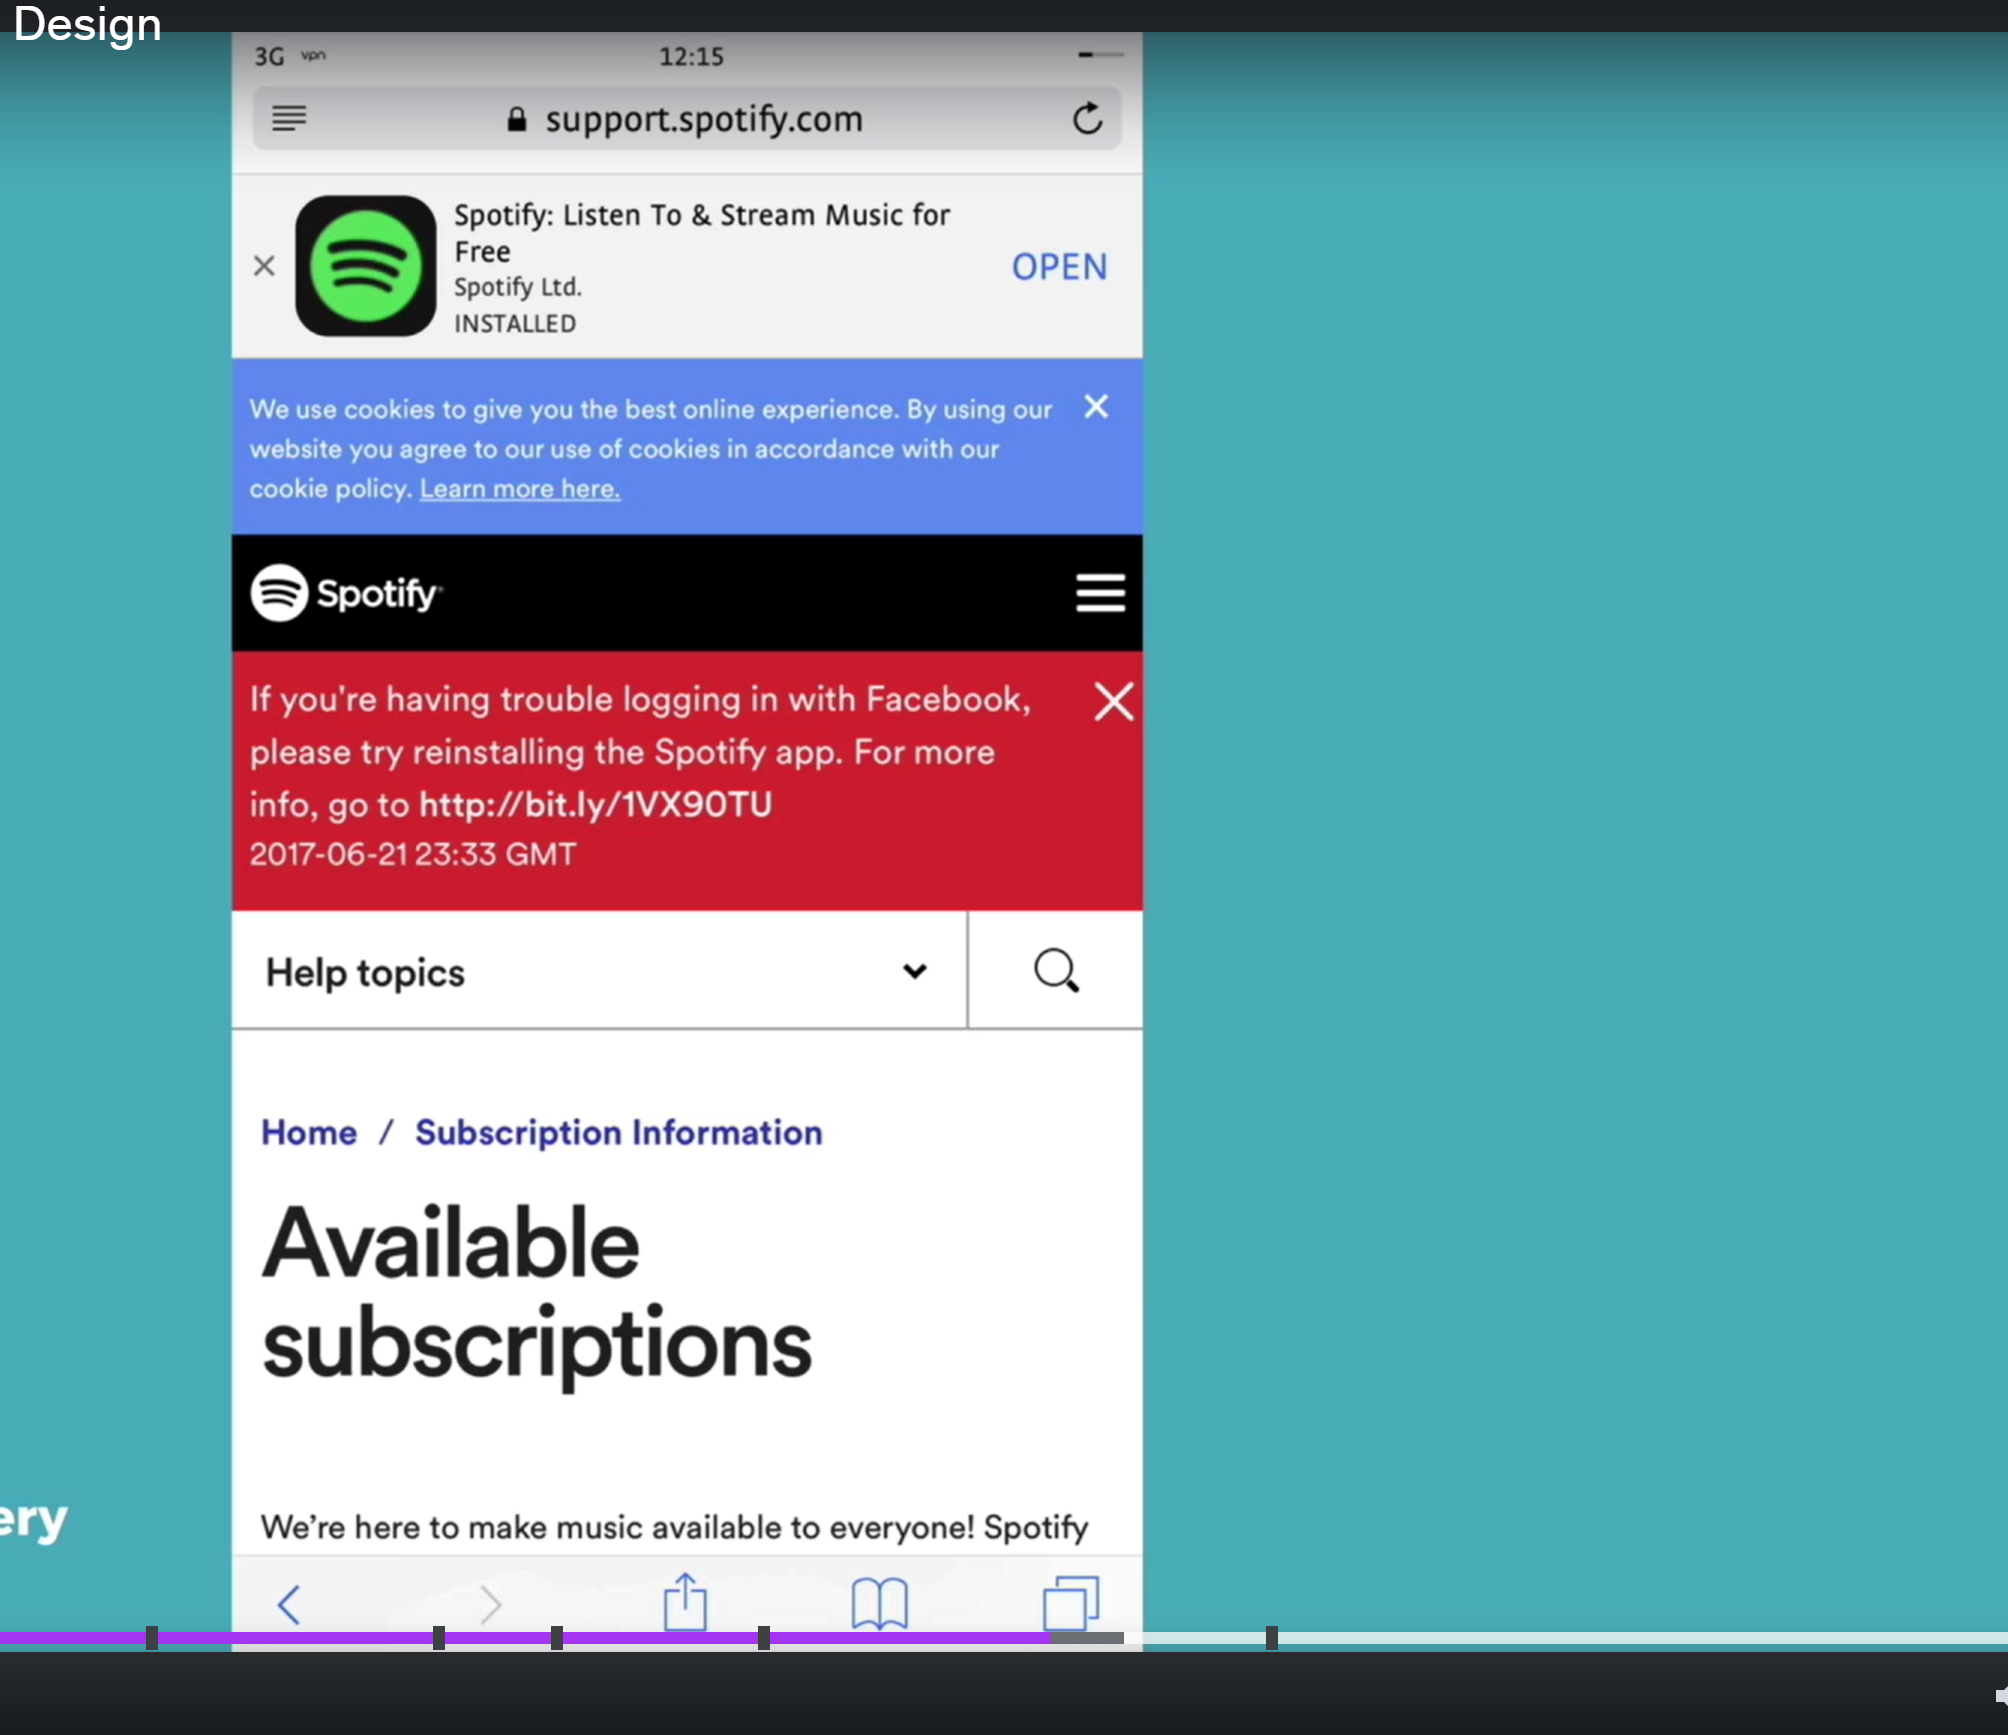 Design
3G vpn 12:15
support.spotify.com
Spotify: Listen To & Stream Music for
Free
Spotify Ltd.
INSTALLED
OPEN
We use cookies to give you the best online experience. By using our
website you agree to our use of cookies in accordance with our
cookie policy. Learn more here.
Spotify
If you're having trouble logging in with Facebook,
please try reinstalling the Spotify app. For more
info, go to http://bit.ly/1VX90TU
2017-06-21 23:33 GMT
Help topics
Home / Subscription Information
Available
subscriptions
ery
We’re here to make music available to everyone! Spotify